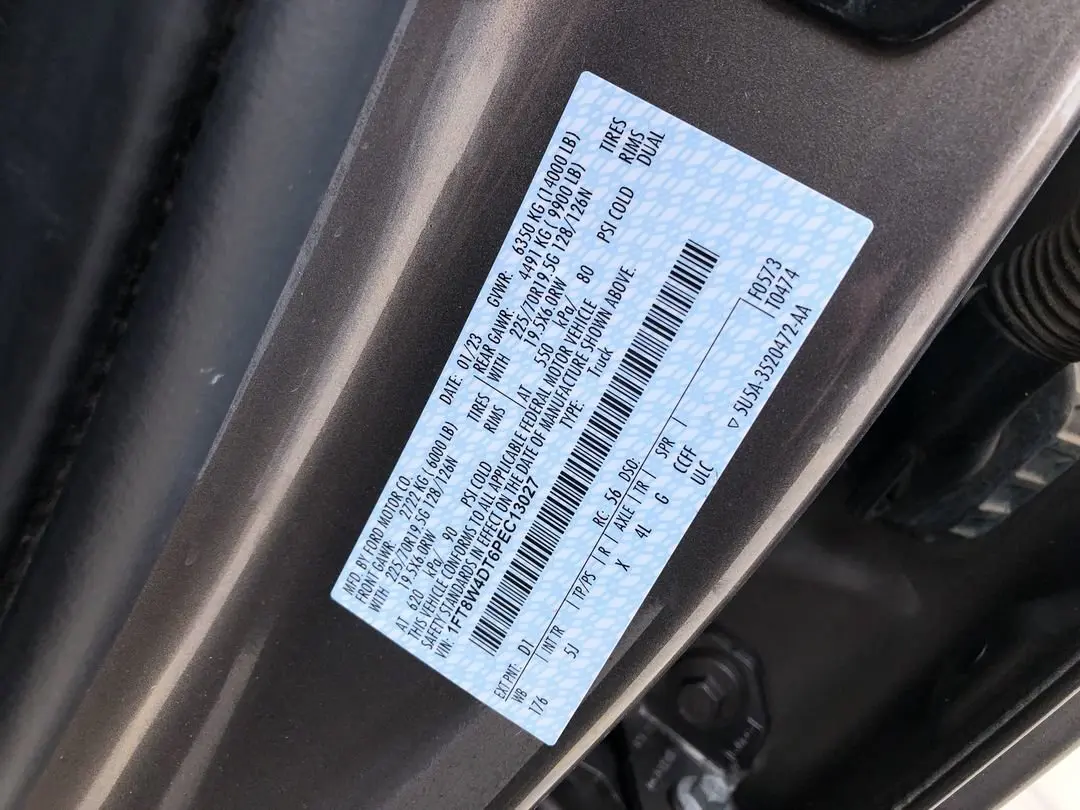 MFD. BY FORD MOTOR CO.
DATE: 01/23 GVWR: 6350 KG (14000 LB)
FRONT GAWR: 2722 KG ( 6000 LB) REAR GAWR: 4491 KG ( 9900 LB)
WITH 225/70R19.5G 128/126N TIRES WITH 225/70R19.5G 128/126N TIRES
19.5X6.0RW RIMS 19.5X6.0RW RIMS
AT 620 kPa/ 90 PSI COLD AT 550 kPa/ 80 PSI COLD DUAL
THIS VEHICLE CONFORMS TO ALL APPLICABLE FEDERAL MOTOR VEHICLE
SAFETY STANDARDS IN EFFECT ON THE DATE OF MANUFACTURE SHOWN ABOVE.
VIN: 1FT8W4DT6PEC13027 TYPE: Truck
EXT PNT: D1 RC: 56 DSO: F0573
WB INT TR TP/PS R AXLE TR SPR T0474
176 5J X 4L G CCFF
ULC ▽ 5U5A-3520472-AA